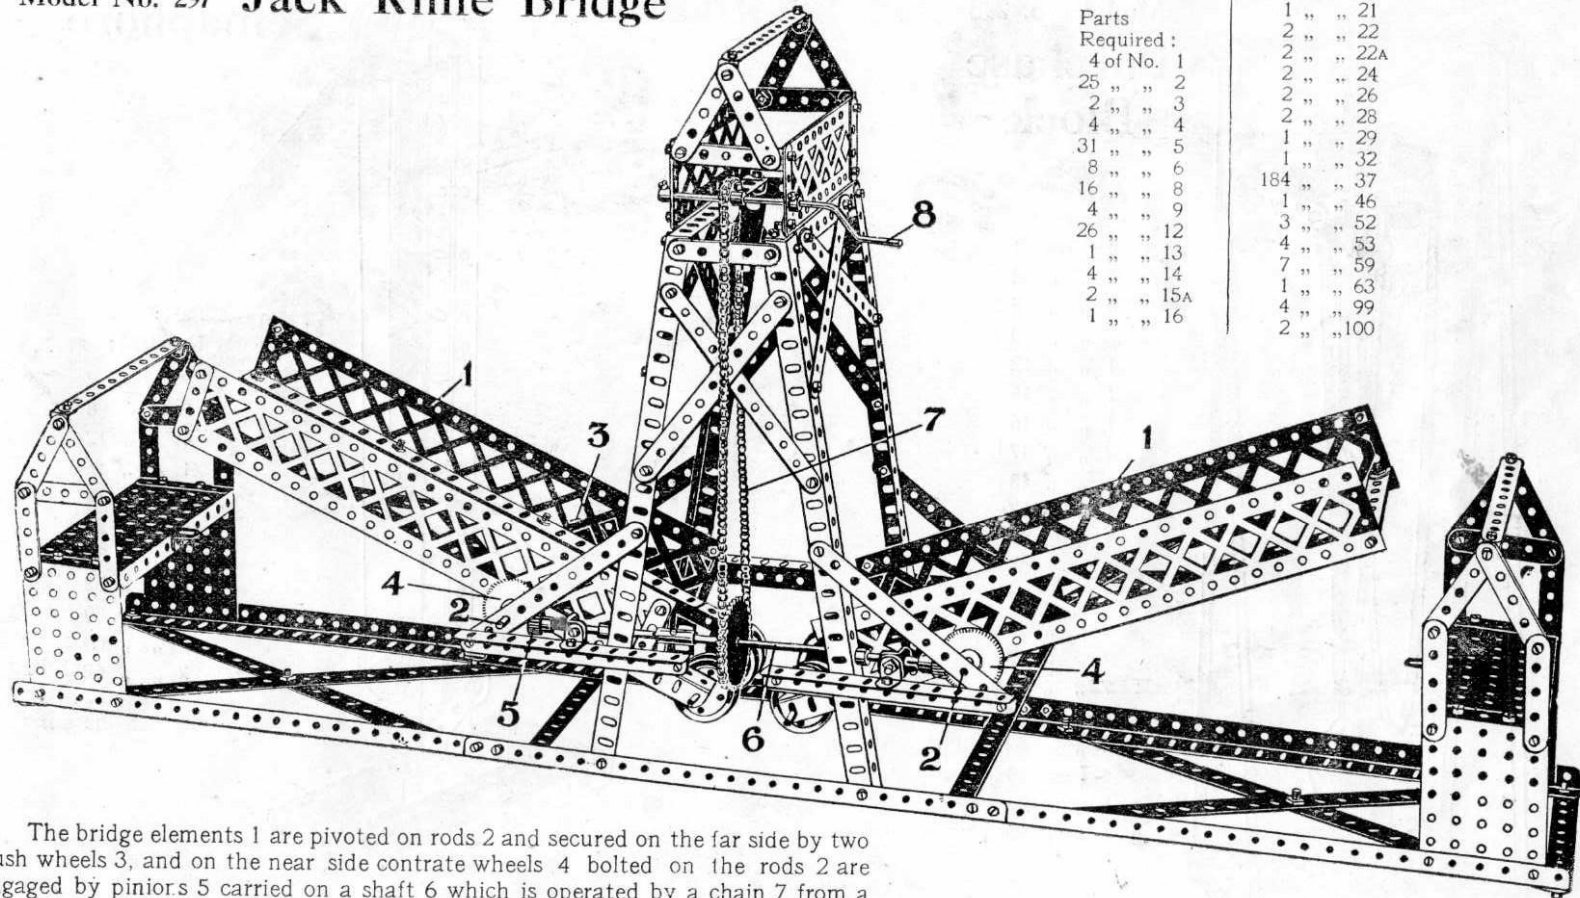 Model No. 297 Jack Knife Bridge
Parts
Required :
4 of No. 1
25 „ „ 2
2 „ „ 3
4 „ „ 4
31 „ „ 5
8 „ „ 6
16 „ „ 8
4 „ „ 9
26 „ „ 12
1 „ „ 13
4 „ „ 14
2 „ „ 15A
1 „ „ 16
1 „ „ 21
2 „ „ 22
2 „ „ 22A
2 „ „ 24
2 „ „ 26
2 „ „ 28
1 „ „ 29
1 „ „ 32
184 „ „ 37
1 „ „ 46
3 „ „ 52
4 „ „ 53
7 „ „ 59
1 „ „ 63
4 „ „ 99
2 „ „ 100
8
1
3
7
1
4
2
4
5
6
2
The bridge elements 1 are pivoted on rods 2 and secured on the far side by two
ush wheels 3, and on the near side contrate wheels 4 bolted on the rods 2 are
gaged by pinions 5 carried on a shaft 6 which is operated by a chain 7 from a